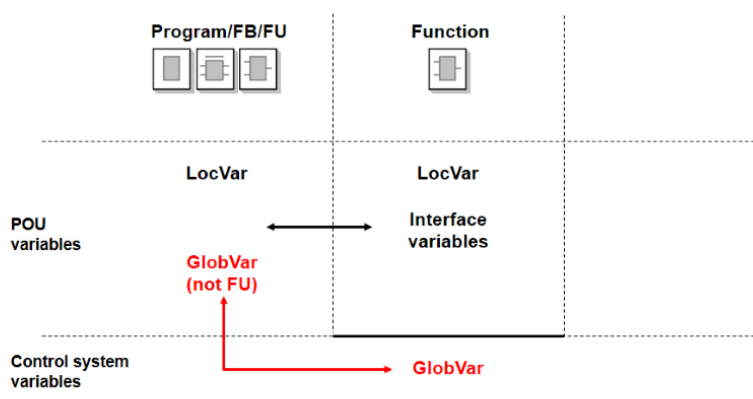 Program/FB/FU
Function
LocVar
LocVar
POU
variables
Interface
variables
GlobVar
(not FU)
Control system
variables
GlobVar